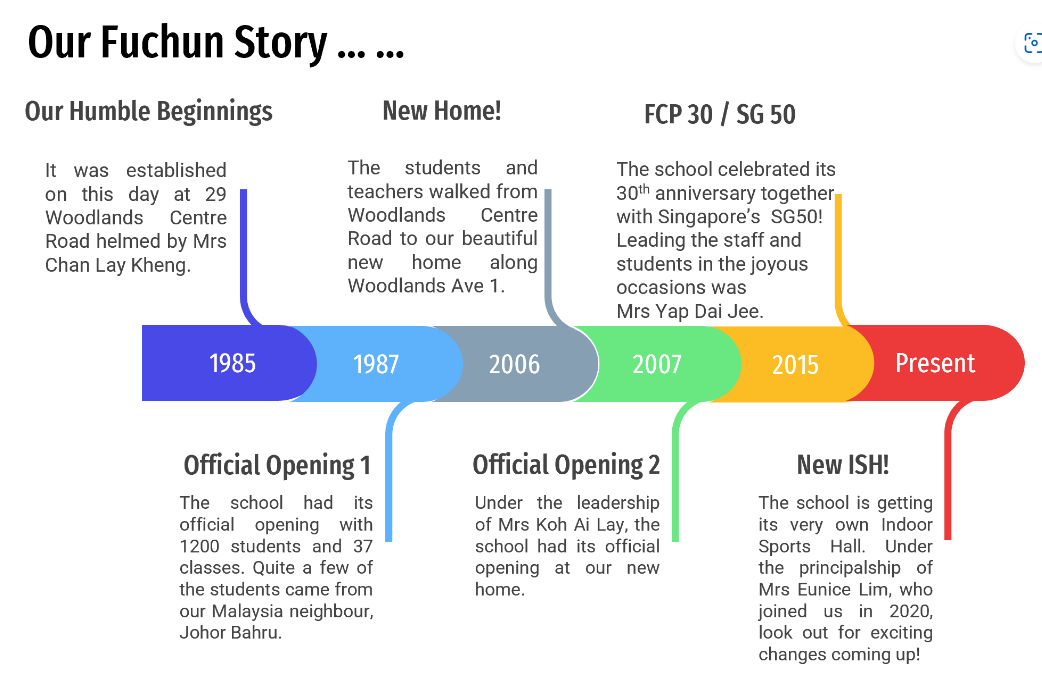 Our Fuchun Story ... ...
Our Humble Beginnings
It was established
on this day at 29
Woodlands Centre
Road helmed by Mrs
Chan Lay Kheng.
New Home!
The students and
teachers walked from
Woodlands Centre
Road to our beautiful
new home along
Woodlands Ave 1.
FCP 30 / SG 50
The school celebrated its
30th anniversary together
with Singapore's SG50!
Leading the staff and
students in the joyous
occasions was
Mrs Yap Dai Jee.
1985
1987
2006
2007
2015
Present
Official Opening 1
The school had its
official opening with
1200 students and 37
classes. Quite a few of
the students came from
our Malaysia neighbour,
Johor Bahru.
Official Opening 2
Under the leadership
of Mrs Koh Ai Lay, the
school had its official
opening at our new
home.
New ISH!
The school is getting
its very own Indoor
Sports Hall. Under
the principalship of
Mrs Eunice Lim, who
joined us in 2020,
look out for exciting
changes coming up!